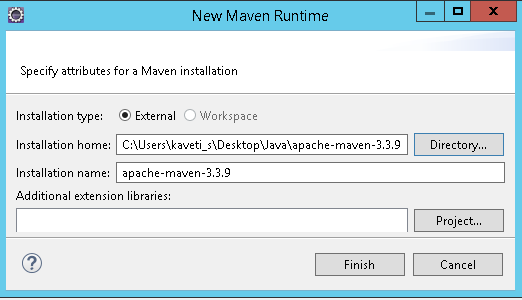 New Maven Runtime
Specify attributes for a Maven installation
Installation type: External Workspace
Installation home: C:\Users\kaveti_s\Desktop\Java\apache-maven-3.3.9 Directory...
Installation name: apache-maven-3.3.9
Additional extension libraries:
Project...
? Finish Cancel